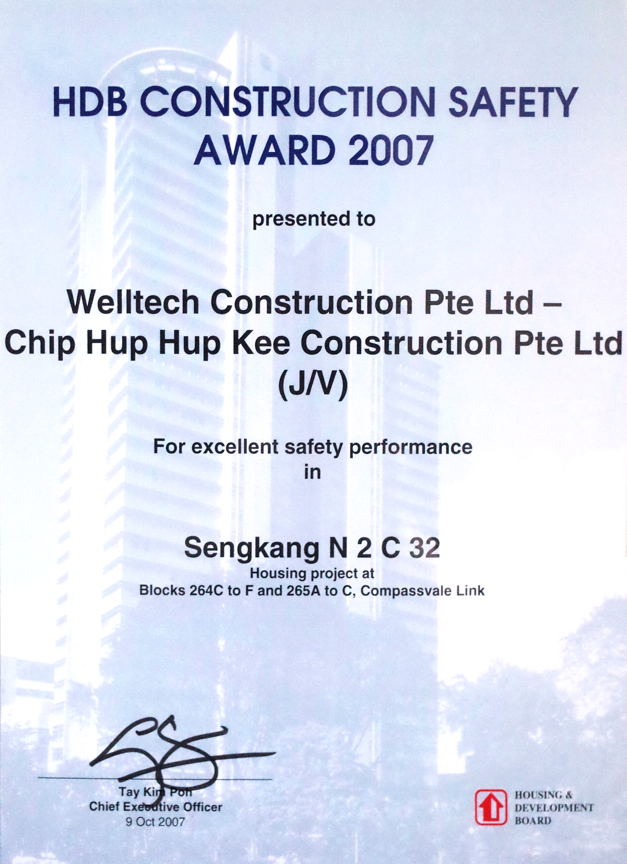 HDB CONSTRUCTION SAFETY
AWARD 2007
presented to
Welltech Construction Pte Ltd –
Chip Hup Hup Kee Construction Pte Ltd
(J/V)
For excellent safety performance
in
Sengkang N 2 C 32
Housing project at
Blocks 264C to F and 265A to C, Compassvale Link
Tay Kim Poh
Chief Executive Officer
9 Oct 2007
HOUSING &
DEVELOPMENT
BOARD